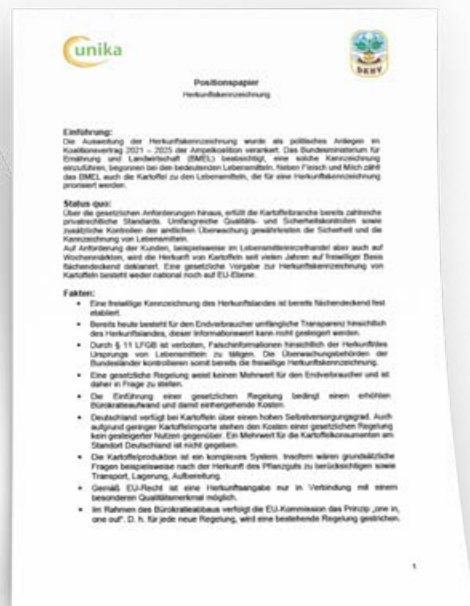 unika
DKHV
Positionspapier
Herkunftskennzeichnung
Einführung:
Die Ausweitung der Herkunftskennzeichnung wurde als politisches Anliegen im
Koalitionsvertrag 2021 – 2025 der Ampelkoalition verankert. Das Bundesministerium für
Ernährung und Landwirtschaft (BMEL) beabsichtigt, eine solche Kennzeichnung
einzuführen, begonnen bei den bedeutenden Lebensmitteln. Neben Fleisch und Milch zählt
das BMEL auch die Kartoffel zu den Lebensmitteln, die für eine Herkunftskennzeichnung
priorisiert werden.
Status quo:
Über die gesetzlichen Anforderungen hinaus, erfüllt die Kartoffelbranche bereits zahlreiche
privatrechtliche Standards. Umfangreiche Qualitäts- und Sicherheitskontrollen sowie
zusätzliche Kontrollen der amtlichen Überwachung gewährleisten die Sicherheit und die
Kennzeichnung von Lebensmitteln.
Auf Anforderung der Kunden, beispielsweise im Lebensmitteleinzelhandel aber auch auf
Wochenmärkten, wird die Herkunft von Kartoffeln seit vielen Jahren auf freiwilliger Basis
flächendeckend deklariert. Eine gesetzliche Vorgabe zur Herkunftskennzeichnung von
Kartoffeln besteht weder national noch auf EU-Ebene.
Fakten:
• Eine freiwillige Kennzeichnung des Herkunftslandes ist bereits flächendeckend fest
etabliert.
• Bereits heute besteht für den Endverbraucher umfängliche Transparenz hinsichtlich
des Herkunftslandes, dieser Informationswert kann nicht gesteigert werden.
• Durch § 11 LFGB ist verboten, Falschinformationen hinsichtlich der Herkunft/des
Ursprungs von Lebensmitteln zu tätigen. Die Überwachungsbehörden der
Bundesländer kontrollieren somit bereits die freiwillige Herkunftskennzeichnung.
• Eine gesetzliche Regelung weist keinen Mehrwert für den Endverbraucher und ist
daher in Frage zu stellen.
• Die Einführung einer gesetzlichen Regelung bedingt einen erhöhten
Bürokratieaufwand und damit einhergehende Kosten.
• Deutschland verfügt bei Kartoffeln über einen hohen Selbstversorgungsgrad. Auch
aufgrund geringer Kartoffelimporte stehen den Kosten einer gesetzlichen Regelung
kein gesteigerter Nutzen gegenüber. Ein Mehrwert für die Kartoffelkonsumenten am
Standort Deutschland ist nicht gegeben.
• Die Kartoffelproduktion ist ein komplexes System. Insofern wären grundsätzliche
Fragen beispielsweise nach der Herkunft des Pflanzguts zu berücksichtigen sowie
Transport, Lagerung, Aufbereitung.
• Gemäß EU-Recht ist eine Herkunftsangabe nur in Verbindung mit einem
besonderen Qualitätsmerkmal möglich.
• Im Rahmen des Bürokratieabbaus verfolgt die EU-Kommission das Prinzip „one in,
one out“. D. h. für jede neue Regelung, wird eine bestehende Regelung gestrichen.